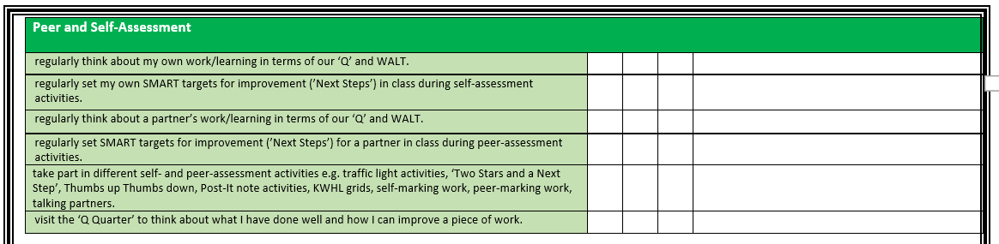 Peer and Self-Assessment
regularly think about my own work/learning in terms of our ‘Q’ and WALT.
regularly set my own SMART targets for improvement (’Next Steps’) in class during self-assessment
activities.
regularly think about a partner’s work/learning in terms of our ‘Q’ and WALT.
regularly set SMART targets for improvement (’Next Steps’) for a partner in class during peer-assessment
activities.
take part in different self- and peer-assessment activities e.g. traffic light activities, ‘Two Stars and a Next
Step’, Thumbs up Thumbs down, Post-It note activities, KWHL grids, self-marking work, peer-marking work,
talking partners.
visit the ‘Q Quarter’ to think about what I have done well and how I can improve a piece of work.